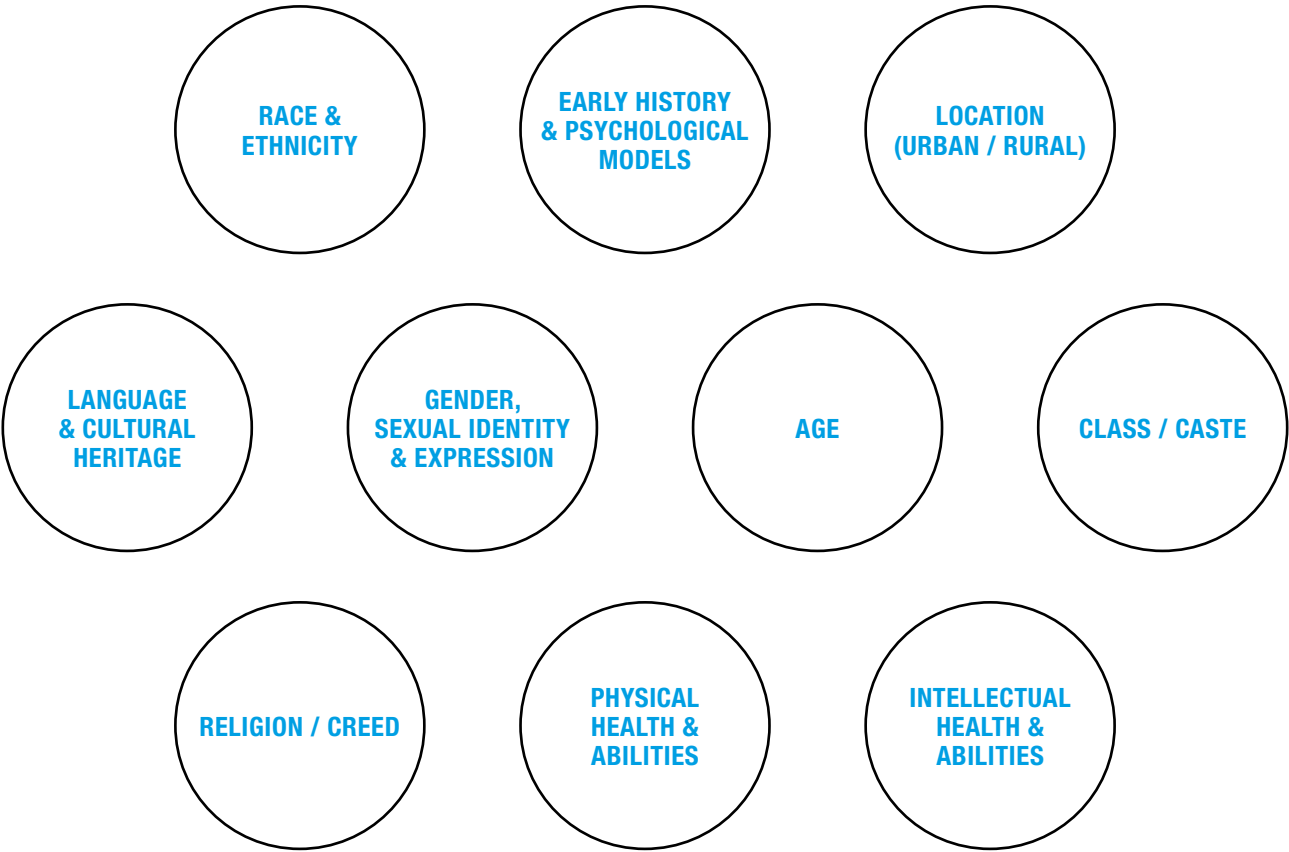 RACE &
ETHNICITY
EARLY HISTORY
& PSYCHOLOGICAL
MODELS
LOCATION
(URBAN / RURAL)
LANGUAGE
& CULTURAL
HERITAGE
GENDER,
SEXUAL IDENTITY
& EXPRESSION
AGE
CLASS / CASTE
RELIGION / CREED
PHYSICAL
HEALTH &
ABILITIES
INTELLECTUAL
HEALTH &
ABILITIES